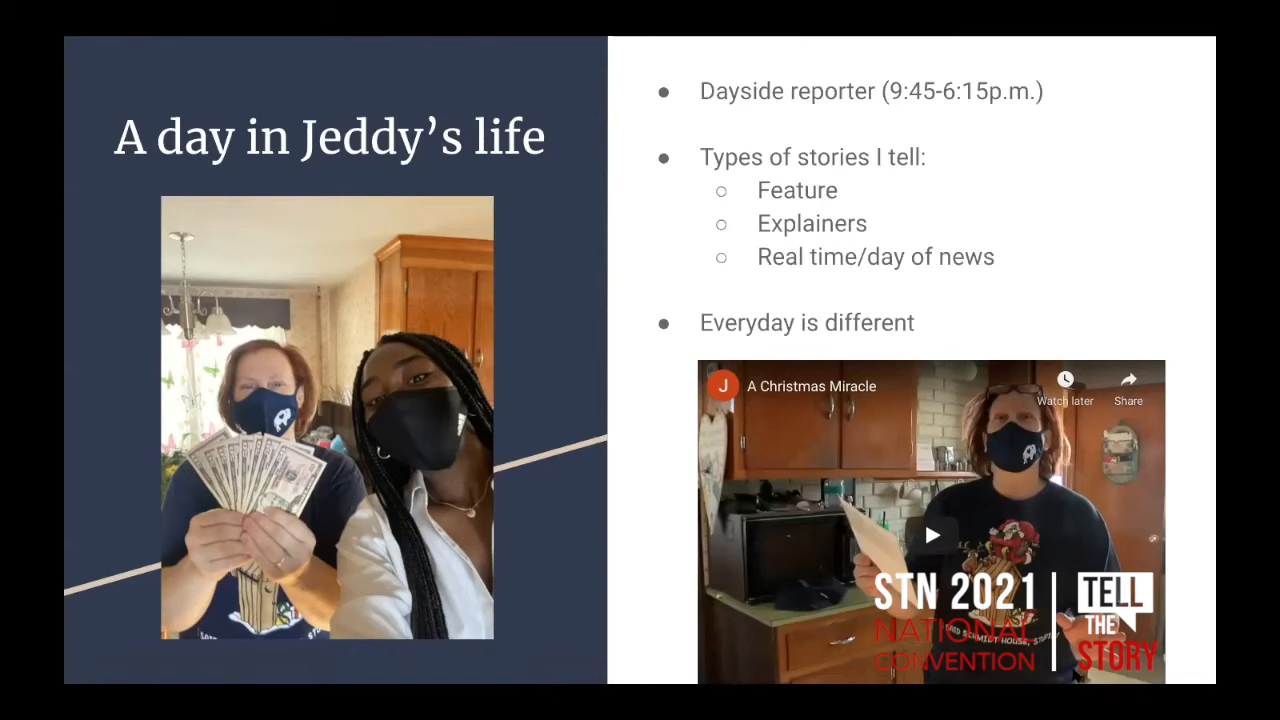 A day in Jeddy's life
● Dayside reporter (9:45-6:15p.m.)
● Types of stories I tell:
○ Feature
○ Explainers
○ Real time/day of news
● Everyday is different
J A Christmas Miracle
Watch later
Share
STN 2021
NATIONAL
CONVENTION
TELL
THE
STORY